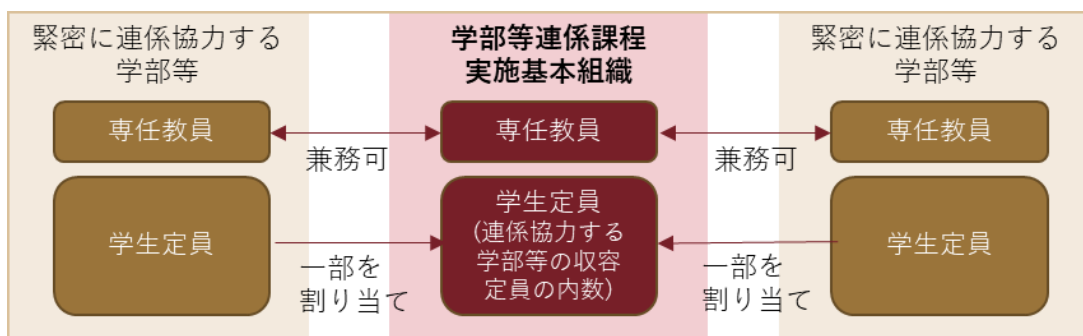 緊密に連係協力する
学部等
学部等連係課程
実施基本組織
緊密に連係協力する
学部等
専任教員
兼務可
専任教員
兼務可
専任教員
学生定員
一部を
割り当て
学生定員
(連係協力する
学部等の収容
定員の内数)
一部を
割り当て
学生定員